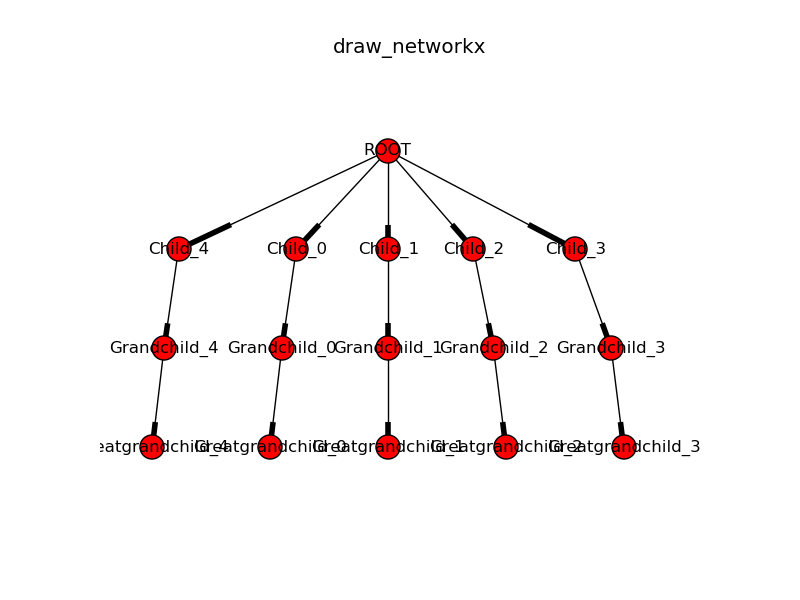 draw_networkx
ROOT
Child_4 Child_0 Child_1 Child_2 Child_3
Grandchild_4 Grandchild_0 Grandchild_1 Grandchild_2 Grandchild_3
eatgrandchild_4 Greatgrandchild_0 Greatgrandchild_1 Greatgrandchild_2 Greatgrandchild_3